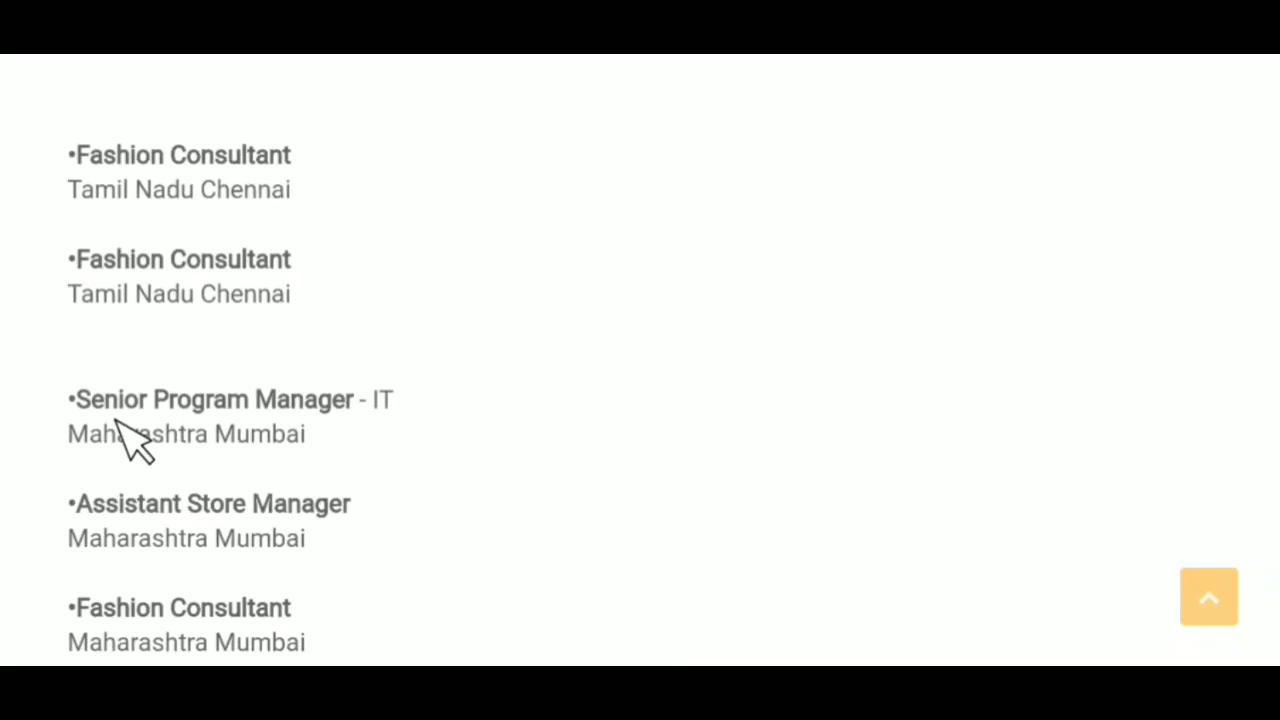 •Fashion Consultant
Tamil Nadu Chennai
•Fashion Consultant
Tamil Nadu Chennai
•Senior Program Manager - IT
Maharashtra Mumbai
•Assistant Store Manager
Maharashtra Mumbai
•Fashion Consultant
Maharashtra Mumbai